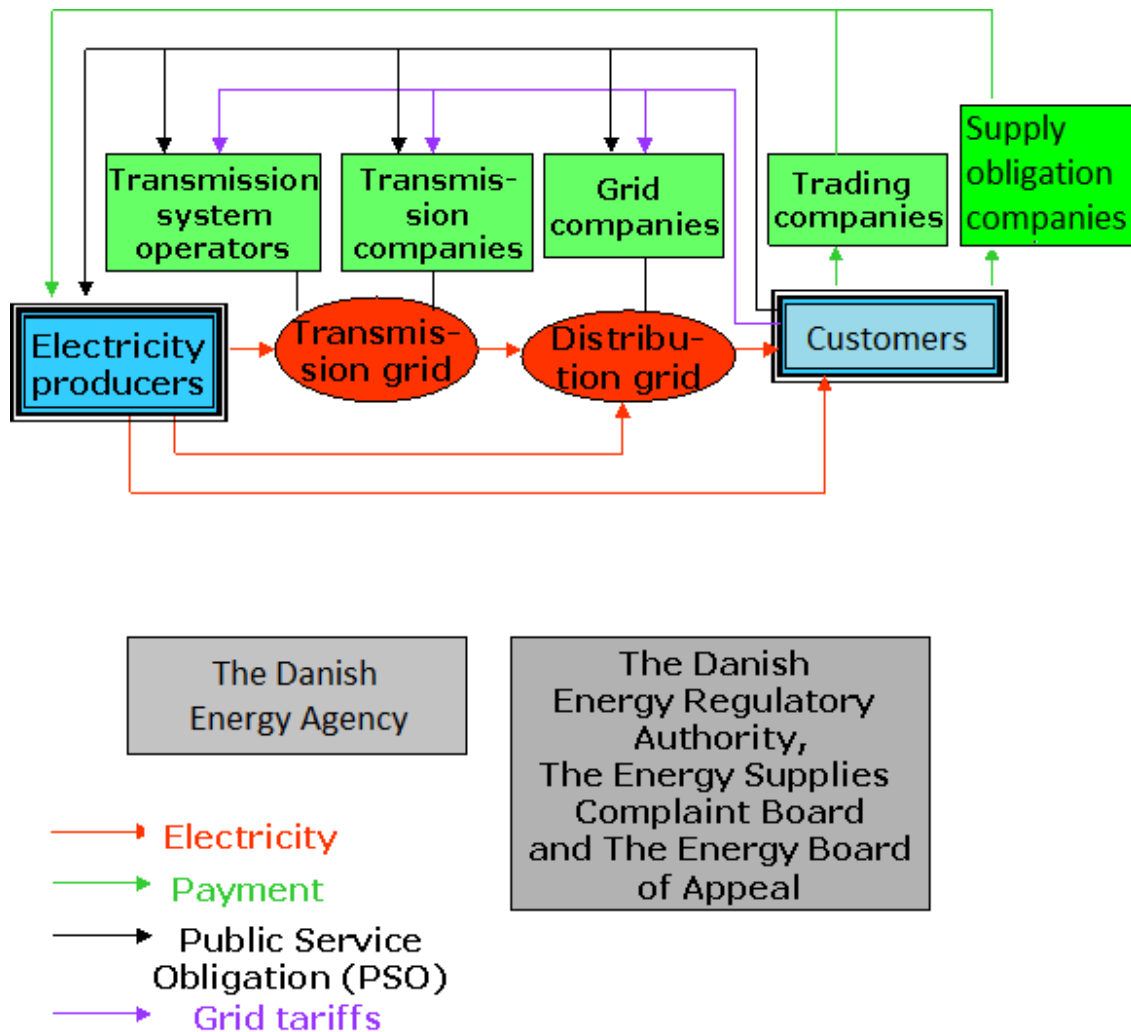 Transmission
system
operators
Transmis-
sion
companies
Grid
companies
Trading
companies
Supply
obligation
companies
Electricity
producers
Transmis-
sion grid
Distribu-
tion grid
Customers
The Danish
Energy Agency
The Danish
Energy Regulatory
Authority,
The Energy Supplies
Complaint Board
and The Energy Board
of Appeal
Electricity
Payment
Public Service
Obligation (PSO)
Grid tariffs